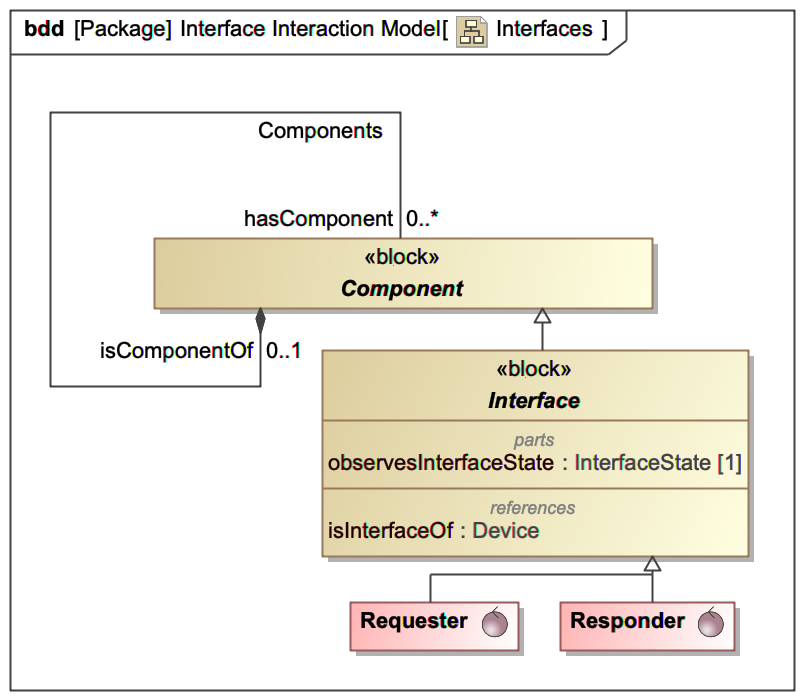 bdd [Package] Interface Interaction Model[ Interfaces ]
Components
hasComponent 0..*
«block»
Component
isComponentOf 0..1
«block»
Interface
parts
observesInterfaceState : InterfaceState [1]
references
isInterfaceOf : Device
Requester
Responder